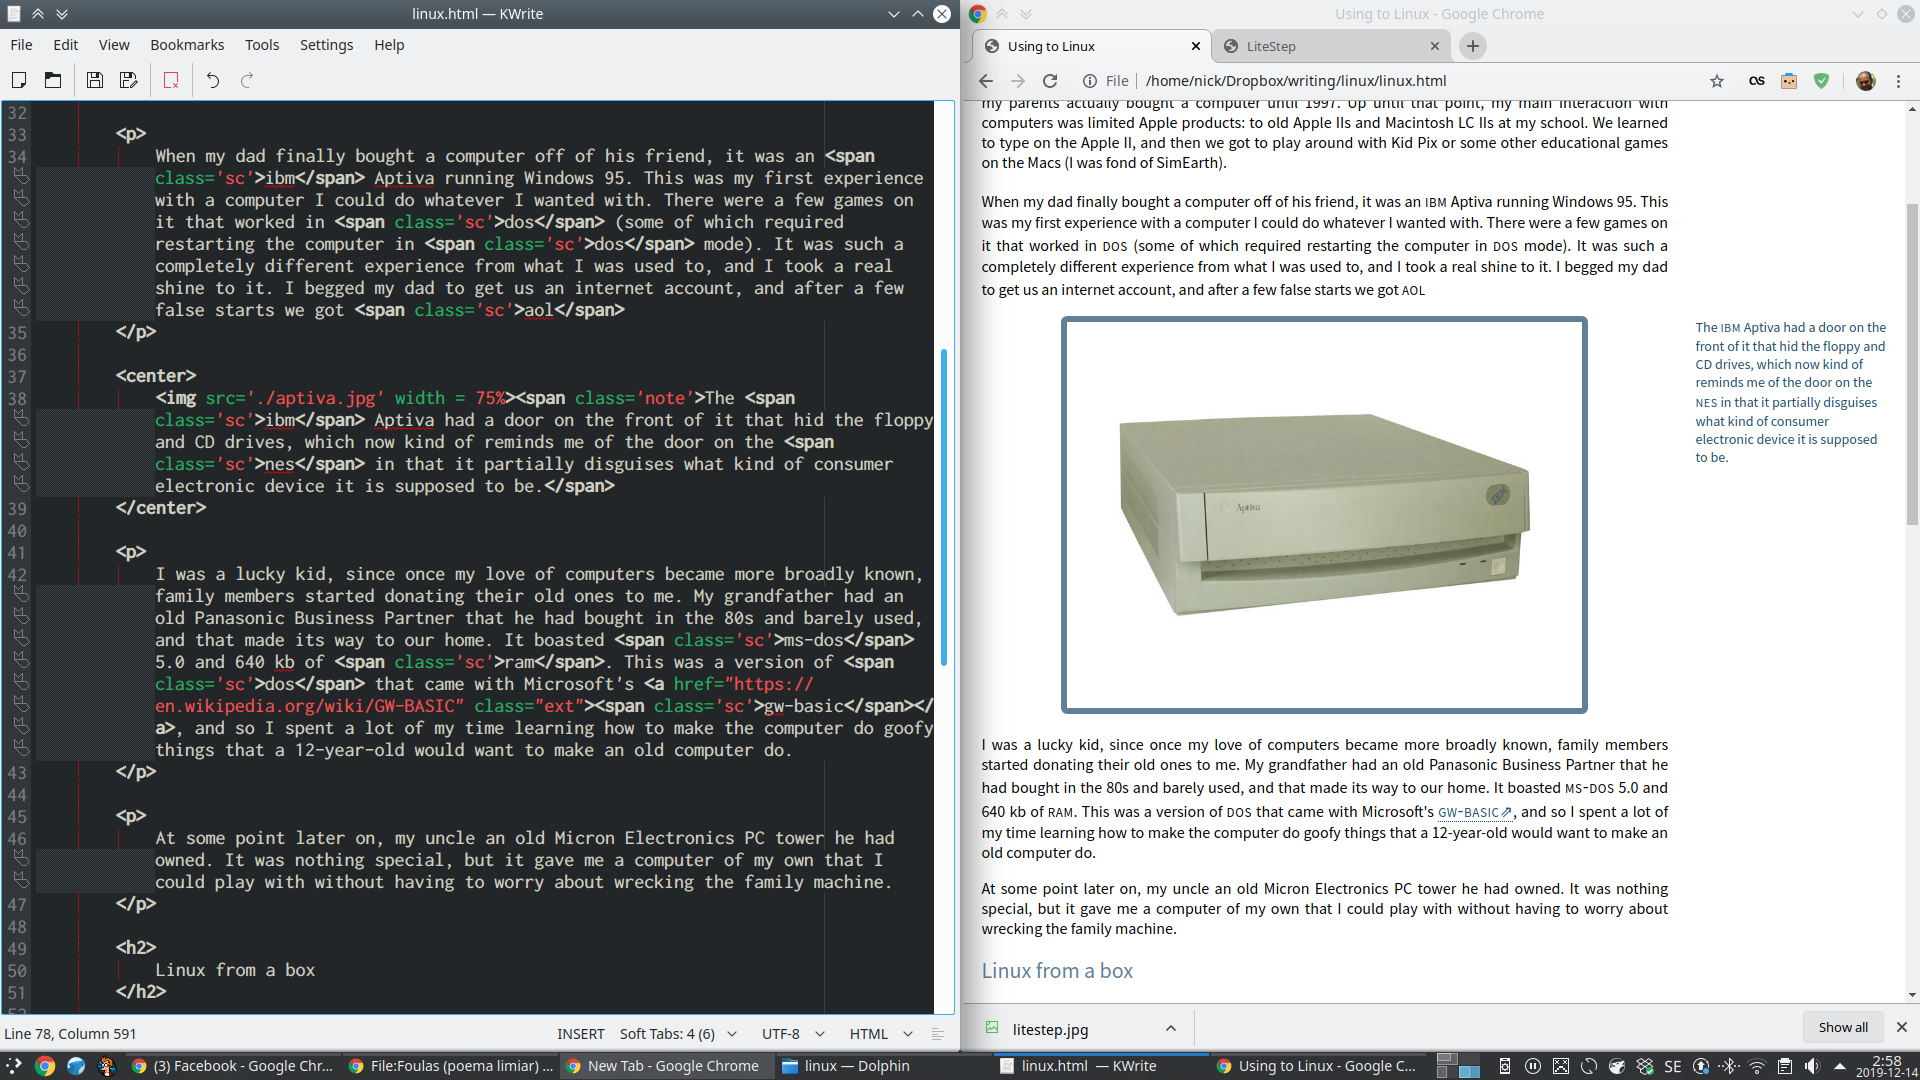 linux.html — KWrite
File Edit View Bookmarks Tools Settings Help
32
33 <p>
34 When my dad finally bought a computer off of his friend, it was an <span
class='sc'>ibm</span> Aptiva running Windows 95. This was my first experience
with a computer I could do whatever I wanted with. There were a few games on
it that worked in <span class='sc'>dos</span> (some of which required
restarting the computer in <span class='sc'>dos</span> mode). It was such a
completely different experience from what I was used to, and I took a real
shine to it. I begged my dad to get us an internet account, and after a few
false starts we got <span class='sc'>aol</span>
35 </p>
36
37 <center>
38 <img src='./aptiva.jpg' width = 75%><span class='note'>The <span
class='sc'>ibm</span> Aptiva had a door on the front of it that hid the floppy
and CD drives, which now kind of reminds me of the door on the <span
class='sc'>nes</span> in that it partially disguises what kind of consumer
electronic device it is supposed to be.</span>
39 </center>
40
41 <p>
42 I was a lucky kid, since once my love of computers became more broadly known,
family members started donating their old ones to me. My grandfather had an
old Panasonic Business Partner that he had bought in the 80s and barely used,
and that made its way to our home. It boasted <span class='sc'>ms-dos</span>
5.0 and 640 kb of <span class='sc'>ram</span>. This was a version of <span
class='sc'>dos</span> that came with Microsoft's <a href="https://
en.wikipedia.org/wiki/GW-BASIC" class="ext"><span class='sc'>gw-basic</span></
a>, and so I spent a lot of my time learning how to make the computer do goofy
things that a 12-year-old would want to make an old computer do.
43 </p>
44
45 <p>
46 At some point later on, my uncle an old Micron Electronics PC tower he had
owned. It was nothing special, but it gave me a computer of my own that I
could play with without having to worry about wrecking the family machine.
47 </p>
48
49 <h2>
50 Linux from a box
51 </h2>
Line 78, Column 591 INSERT Soft Tabs: 4 (6) UTF-8 HTML
Using to Linux - Google Chrome
Using to Linux LiteStep
File /home/nick/Dropbox/writing/linux/linux.html
my parents actually bought a computer until 1997. Up until that point, my main interaction with
computers was limited Apple products: to old Apple IIs and Macintosh LC IIs at my school. We learned
to type on the Apple II, and then we got to play around with Kid Pix or some other educational games
on the Macs (I was fond of SimEarth).
When my dad finally bought a computer off of his friend, it was an IBM Aptiva running Windows 95. This
was my first experience with a computer I could do whatever I wanted with. There were a few games on
it that worked in DOS (some of which required restarting the computer in DOS mode). It was such a
completely different experience from what I was used to, and I took a real shine to it. I begged my dad
to get us an internet account, and after a few false starts we got AOL
Aptiva
IBM
The IBM Aptiva had a door on the
front of it that hid the floppy and
CD drives, which now kind of
reminds me of the door on the
NES in that it partially disguises
what kind of consumer
electronic device it is supposed
to be.
I was a lucky kid, since once my love of computers became more broadly known, family members
started donating their old ones to me. My grandfather had an old Panasonic Business Partner that he
had bought in the 80s and barely used, and that made its way to our home. It boasted MS-DOS 5.0 and
640 kb of RAM. This was a version of DOS that came with Microsoft's GW-BASIC, and so I spent a lot of
my time learning how to make the computer do goofy things that a 12-year-old would want to make an
old computer do.
At some point later on, my uncle an old Micron Electronics PC tower he had owned. It was nothing
special, but it gave me a computer of my own that I could play with without having to worry about
wrecking the family machine.
Linux from a box
litestep.jpg Show all
(3) Facebook - Google Chr... File:Foulas (poema limiar) ... New Tab - Google Chrome linux — Dolphin linux.html — KWrite Using to Linux - Google C... SE 2:58
2019-12-14